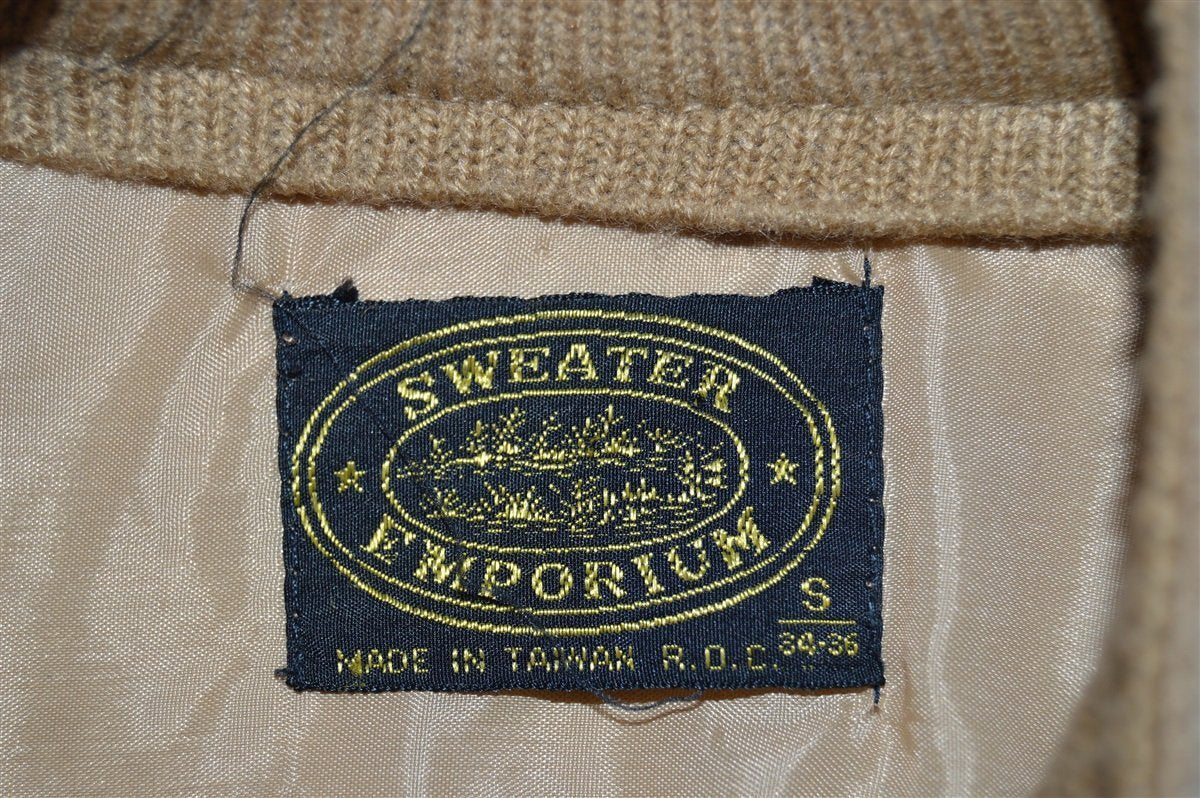 SWEATER
EMPORIUM
S
34-36
MADE IN TAIWAN R.O.C.